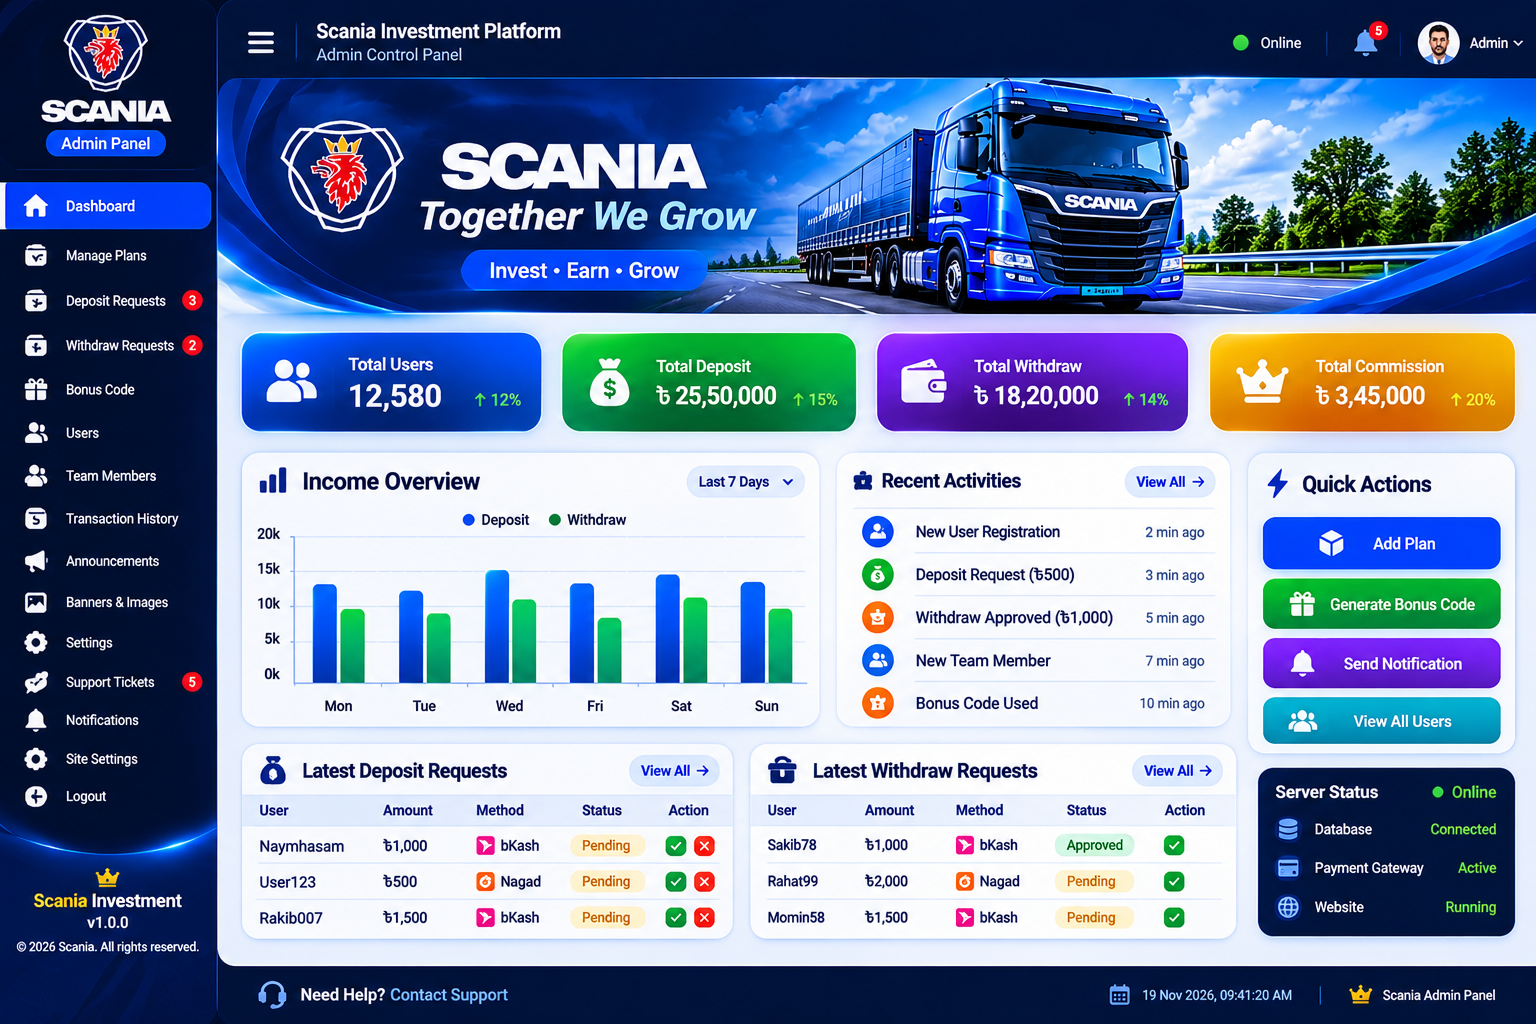 SCANIA
Admin Panel
Dashboard
Manage Plans
Deposit Requests 3
Withdraw Requests 2
Bonus Code
Users
Team Members
Transaction History
Announcements
Banners & Images
Settings
Support Tickets 5
Notifications
Site Settings
Logout
Scania Investment
v1.0.0
© 2026 Scania. All rights reserved.
Scania Investment Platform
Admin Control Panel
Online
5
Admin
SCANIA
Together We Grow
Invest • Earn • Grow
SCANIA
Total Users
12,580 ↑ 12%
Total Deposit
৳ 25,50,000 ↑ 15%
Total Withdraw
৳ 18,20,000 ↑ 14%
Total Commission
৳ 3,45,000 ↑ 20%
Income Overview
Last 7 Days
Deposit Withdraw
20k
15k
10k
5k
0k
Mon Tue Wed Fri Sat Sun
Recent Activities
View All →
New User Registration 2 min ago
Deposit Request (৳500) 3 min ago
Withdraw Approved (৳1,000) 5 min ago
New Team Member 7 min ago
Bonus Code Used 10 min ago
Quick Actions
Add Plan
Generate Bonus Code
Send Notification
View All Users
Latest Deposit Requests
View All →
User Amount Method Status Action
Naymhasam ৳1,000 bKash Pending
User123 ৳500 Nagad Pending
Rakib007 ৳1,500 bKash Pending
Latest Withdraw Requests
View All →
User Amount Method Status Action
Sakib78 ৳1,000 bKash Approved
Rahat99 ৳2,000 Nagad Pending
Momin58 ৳1,500 bKash Pending
Server Status Online
Database Connected
Payment Gateway Active
Website Running
Need Help? Contact Support
19 Nov 2026, 09:41:20 AM
Scania Admin Panel